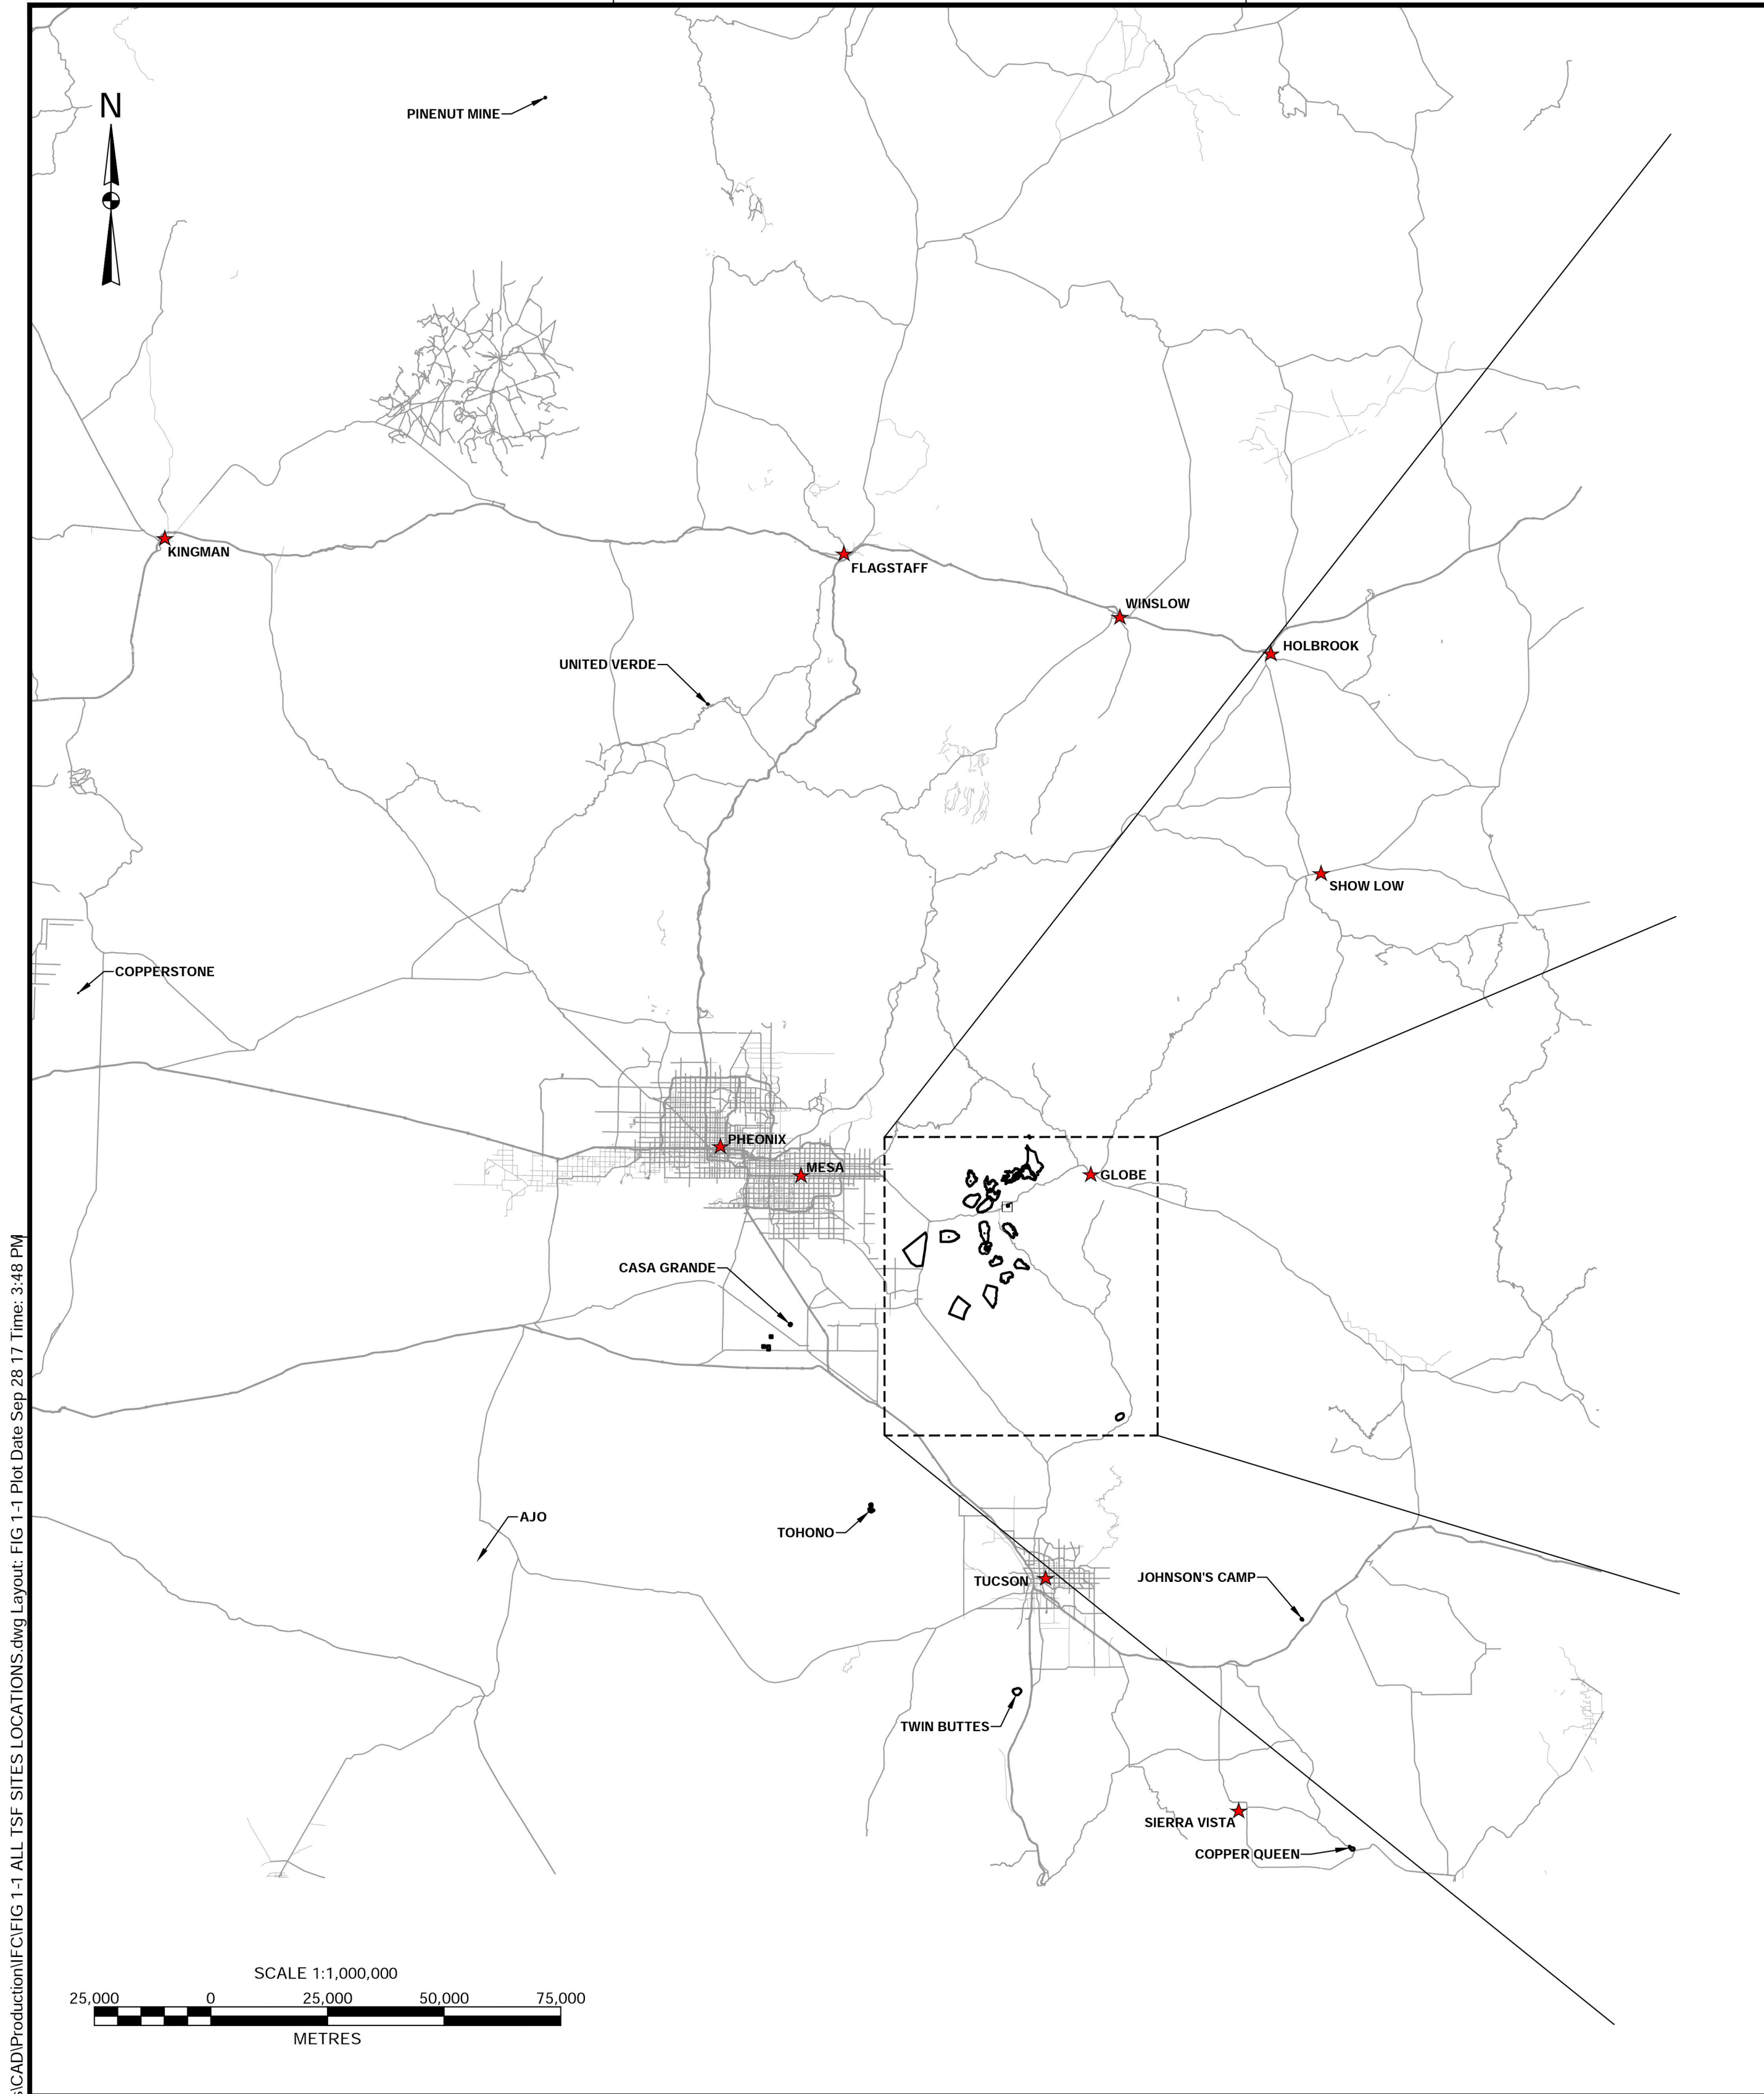 N
PINENUT MINE
KINGMAN
FLAGSTAFF
WINSLOW
HOLBROOK
UNITED VERDE
SHOW LOW
COPPERSTONE
PHEONIX
MESA
GLOBE
CASA GRANDE
AJO
TOHONO
TUCSON
JOHNSON'S CAMP
TWIN BUTTES
SIERRA VISTA
COPPER QUEEN
SCALE 1:1,000,000
25,000 0 25,000 50,000 75,000
METRES
\CAD\Production\IFC\FIG 1-1 ALL TSF SITES LOCATIONS.dwg Layout: FIG 1-1 Plot Date Sep 28 17 Time: 3:48 PM